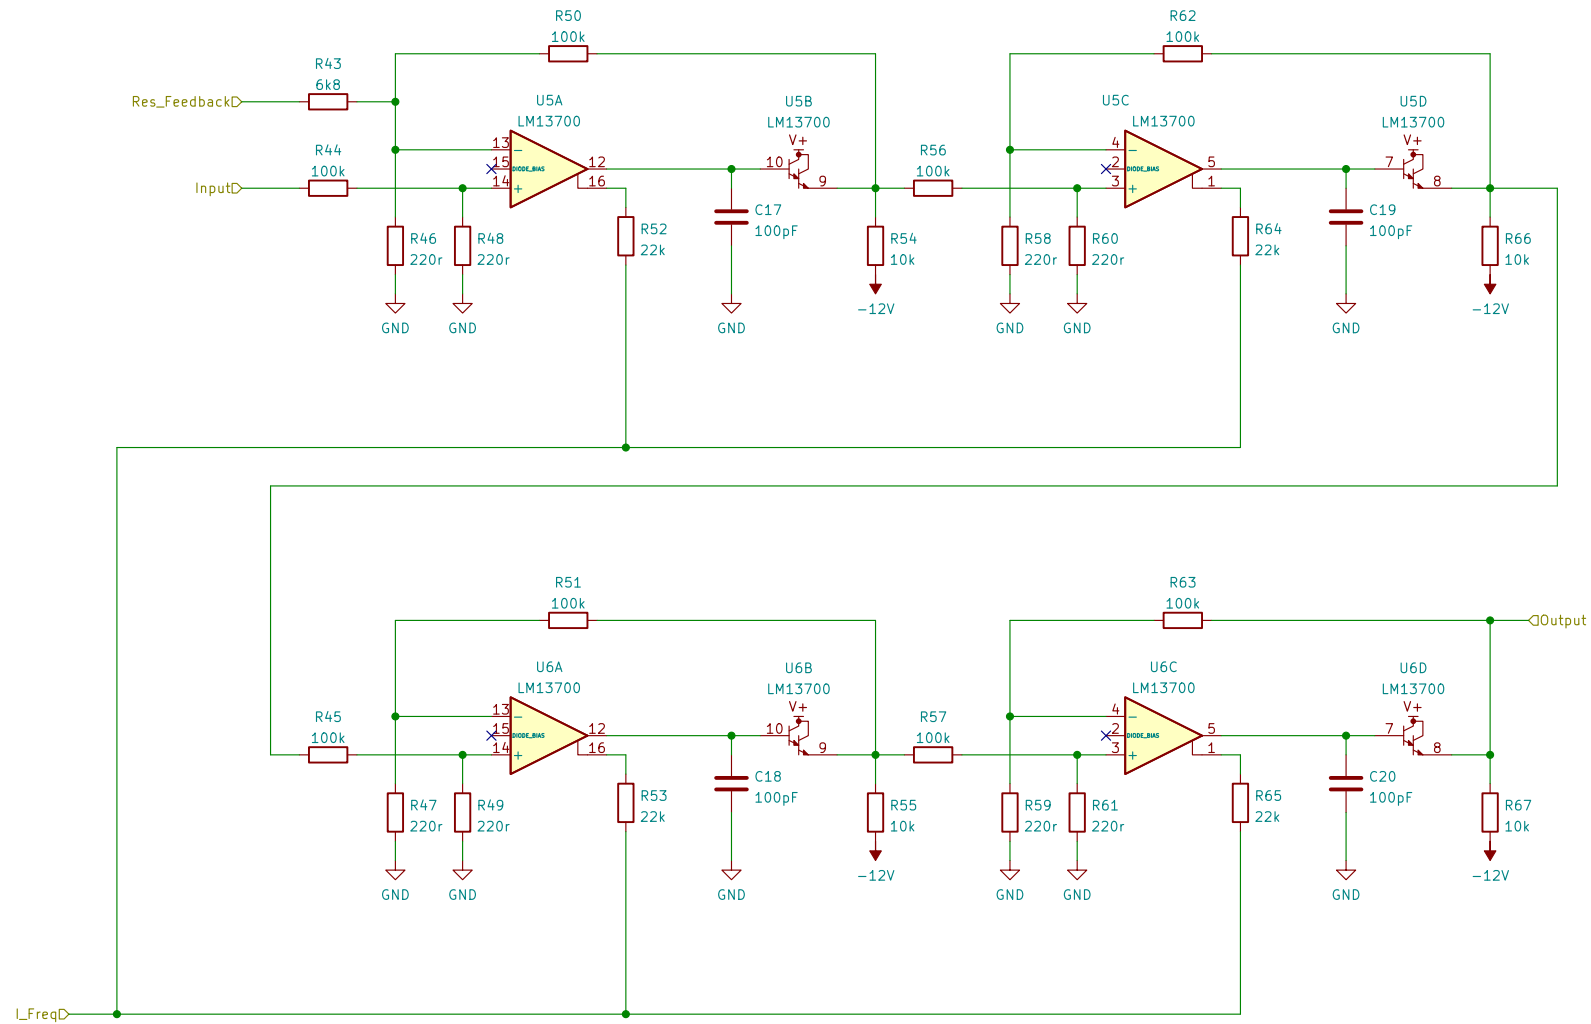 R50
100k
R62
100k
R43
6k8
Res_Feedback
U5A
LM13700
U5B
LM13700
U5C
LM13700
U5D
LM13700
V+
V+
13
15
14
−
DIODE_BIAS
+
12
16
10
9
4
2
3
−
DIODE_BIAS
+
5
1
7
8
R44
100k
Input
R56
100k
R46
220r
R48
220r
R52
22k
C17
100pF
R54
10k
R58
220r
R60
220r
R64
22k
C19
100pF
R66
10k
GND
GND
GND
-12V
GND
GND
GND
-12V
R51
100k
R63
100k
Output
U6A
LM13700
U6B
LM13700
U6C
LM13700
U6D
LM13700
V+
V+
13
15
14
−
DIODE_BIAS
+
12
16
10
9
4
2
3
−
DIODE_BIAS
+
5
1
7
8
R45
100k
R57
100k
R47
220r
R49
220r
R53
22k
C18
100pF
R55
10k
R59
220r
R61
220r
R65
22k
C20
100pF
R67
10k
GND
GND
GND
-12V
GND
GND
GND
-12V
I_Freq